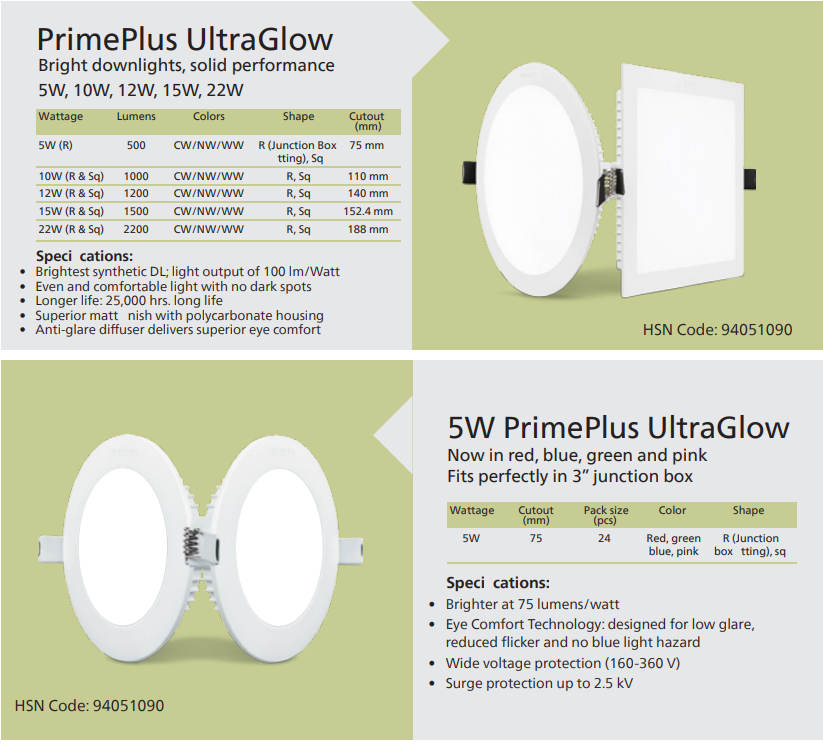 PrimePlus UltraGlow
Bright downlights, solid performance
5W, 10W, 12W, 15W, 22W
Wattage Lumens Colors Shape Cutout
(mm)
5W (R) 500 CW/NW/WW R (Junction Box 75 mm
tting), Sq
10W (R & Sq) 1000 CW/NW/WW R, Sq 110 mm
12W (R & Sq) 1200 CW/NW/WW R, Sq 140 mm
15W (R & Sq) 1500 CW/NW/WW R, Sq 152.4 mm
22W (R & Sq) 2200 CW/NW/WW R, Sq 188 mm
Speci cations:
• Brightest synthetic DL; light output of 100 lm/Watt
• Even and comfortable light with no dark spots
• Longer life: 25,000 hrs. long life
• Superior matt nish with polycarbonate housing
• Anti-glare diffuser delivers superior eye comfort
HSN Code: 94051090
5W PrimePlus UltraGlow
Now in red, blue, green and pink
Fits perfectly in 3” junction box
Wattage Cutout Pack size Color Shape
(mm) (pcs)
5W 75 24 Red, green R (Junction
blue, pink box tting), sq
Speci cations:
• Brighter at 75 lumens/watt
• Eye Comfort Technology: designed for low glare,
reduced flicker and no blue light hazard
• Wide voltage protection (160-360 V)
• Surge protection up to 2.5 kV
HSN Code: 94051090